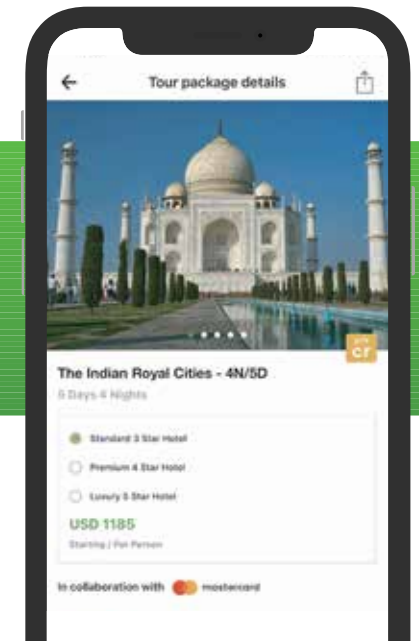 Tour package details
cr
The Indian Royal Cities - 4N/5D
5 Days 4 Nights
Standard 3 Star Hotel
Premium 4 Star Hotel
Luxury 5 Star Hotel
USD 1185
Starting / Per Person
In collaboration with mastercard